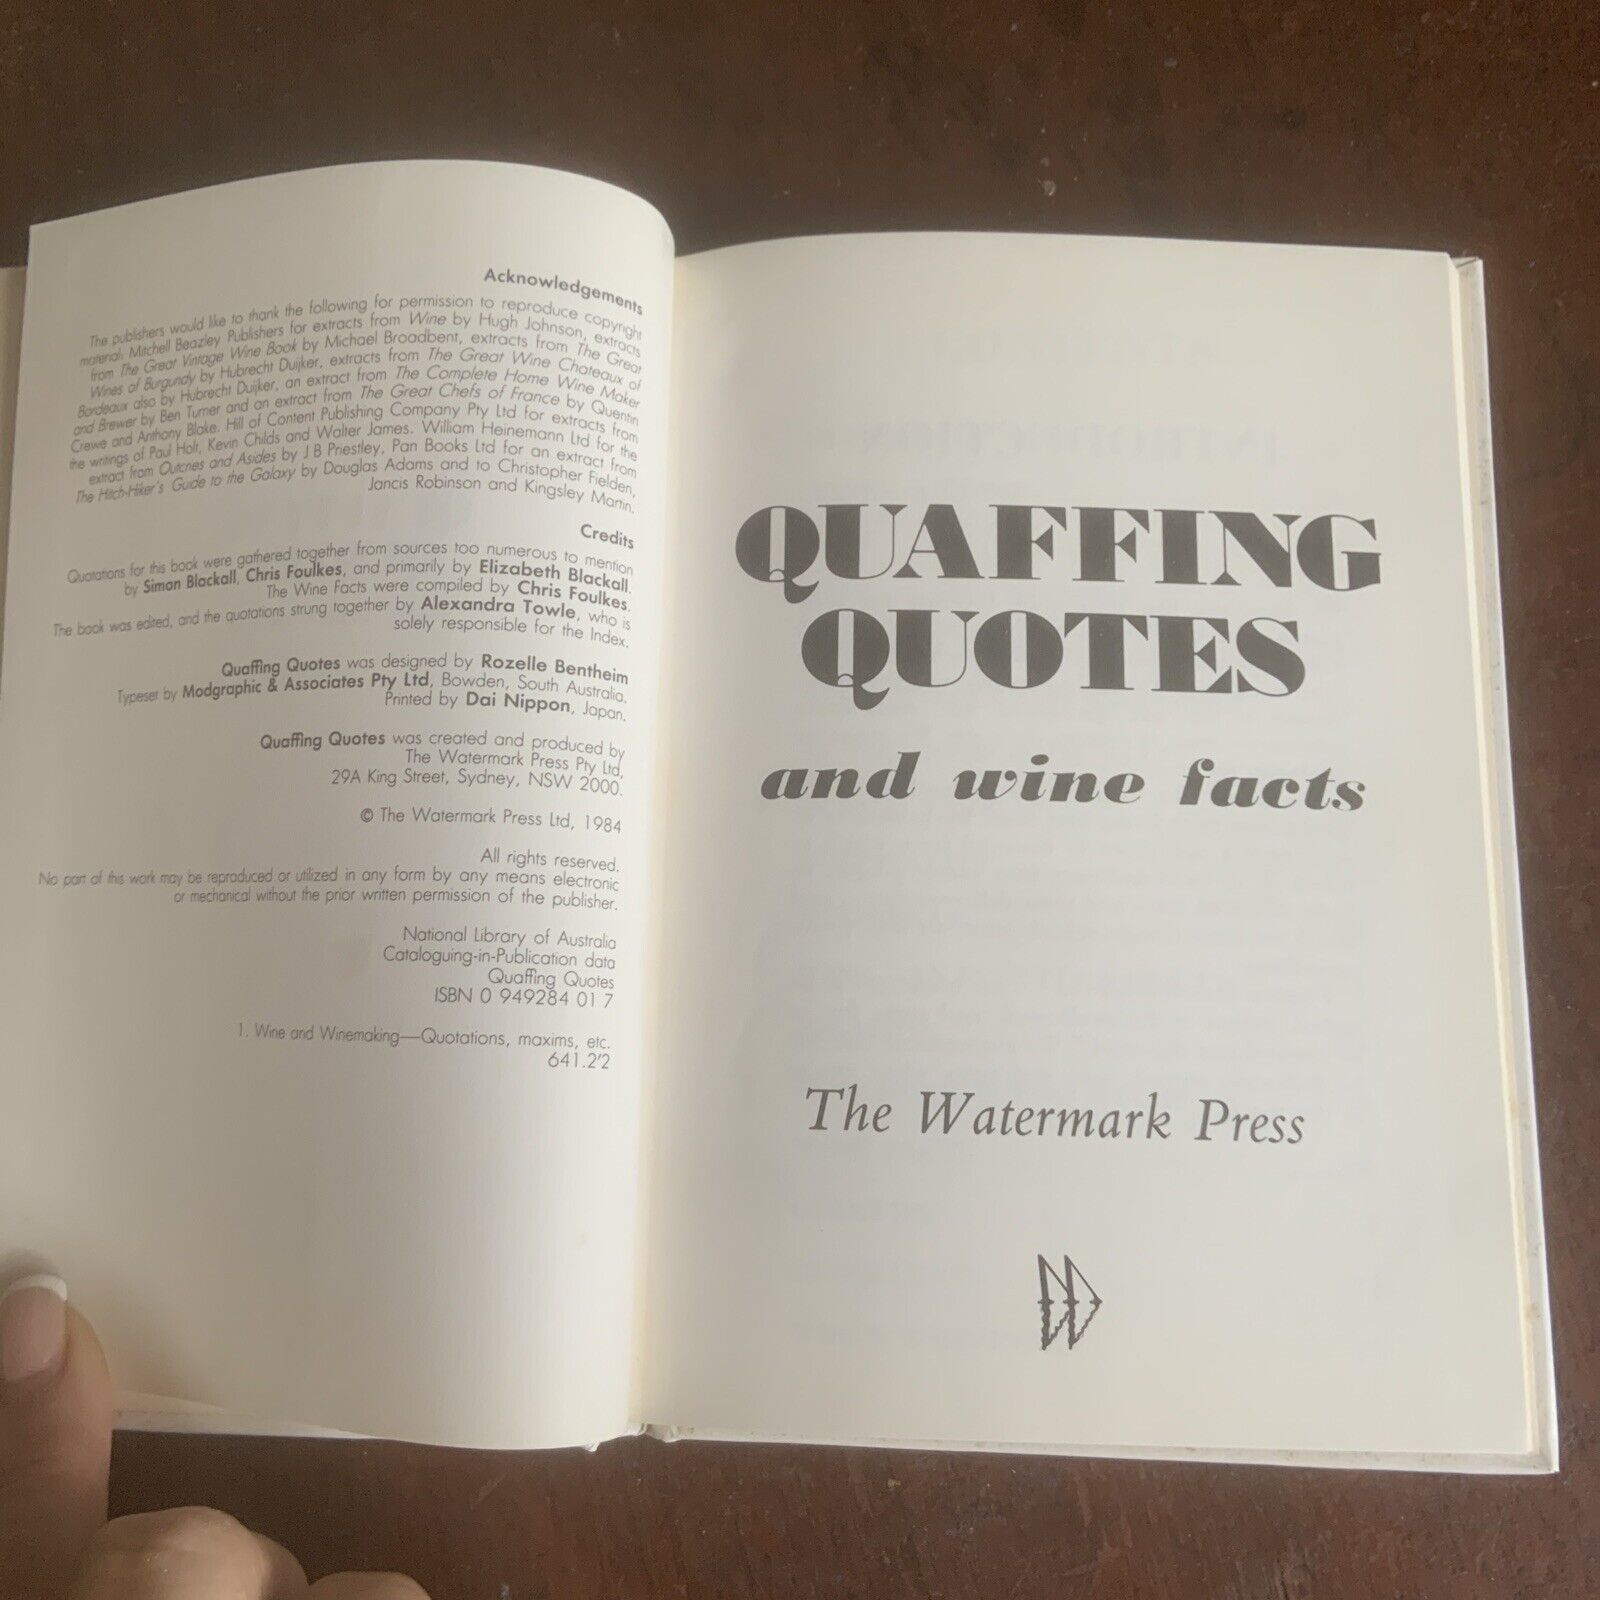 Acknowledgements
The publishers would like to thank the following for permission to reproduce copyright
material: Mitchell Beazley Publishers for extracts from Wine by Hugh Johnson, extracts
from The Great Vintage Wine Book by Michael Broadbent, extracts from The Great
Wines of Burgundy by Hubrecht Duijker, extracts from The Great Wine Chateaux of
Bordeaux also by Hubrecht Duijker, an extract from The Complete Home Wine Maker
and Brewer by Ben Turner and an extract from The Great Chefs of France by Quentin
Crewe and Anthony Blake. Hill of Content Publishing Company Pty Ltd for extracts from
the writings of Paul Holt, Kevin Childs and Walter James. William Heinemann Ltd for the
extract from Outcries and Asides by J B Priestley, Pan Books Ltd for an extract from
The Hitch-Hiker's Guide to the Galaxy by Douglas Adams and to Christopher Fielden,
Jancis Robinson and Kingsley Martin.
Credits
Quotations for this book were gathered together from sources too numerous to mention
by Simon Blackall, Chris Foulkes, and primarily by Elizabeth Blackall.
The Wine Facts were compiled by Chris Foulkes.
The book was edited, and the quotations strung together by Alexandra Towle, who is
solely responsible for the Index.
Quaffing Quotes was designed by Rozelle Bentheim
Typeset by Modgraphic & Associates Pty Ltd, Bowden, South Australia.
Printed by Dai Nippon, Japan.
Quaffing Quotes was created and produced by
The Watermark Press Pty Ltd,
29A King Street, Sydney, NSW 2000.
© The Watermark Press Ltd, 1984
All rights reserved.
No part of this work may be reproduced or utilized in any form by any means electronic
or mechanical without the prior written permission of the publisher.
National Library of Australia
Cataloguing-in-Publication data
Quaffing Quotes
ISBN 0 949284 01 7
1. Wine and Winemaking—Quotations, maxims, etc.
641.2'2
QUAFFING
QUOTES
and wine facts
The Watermark Press